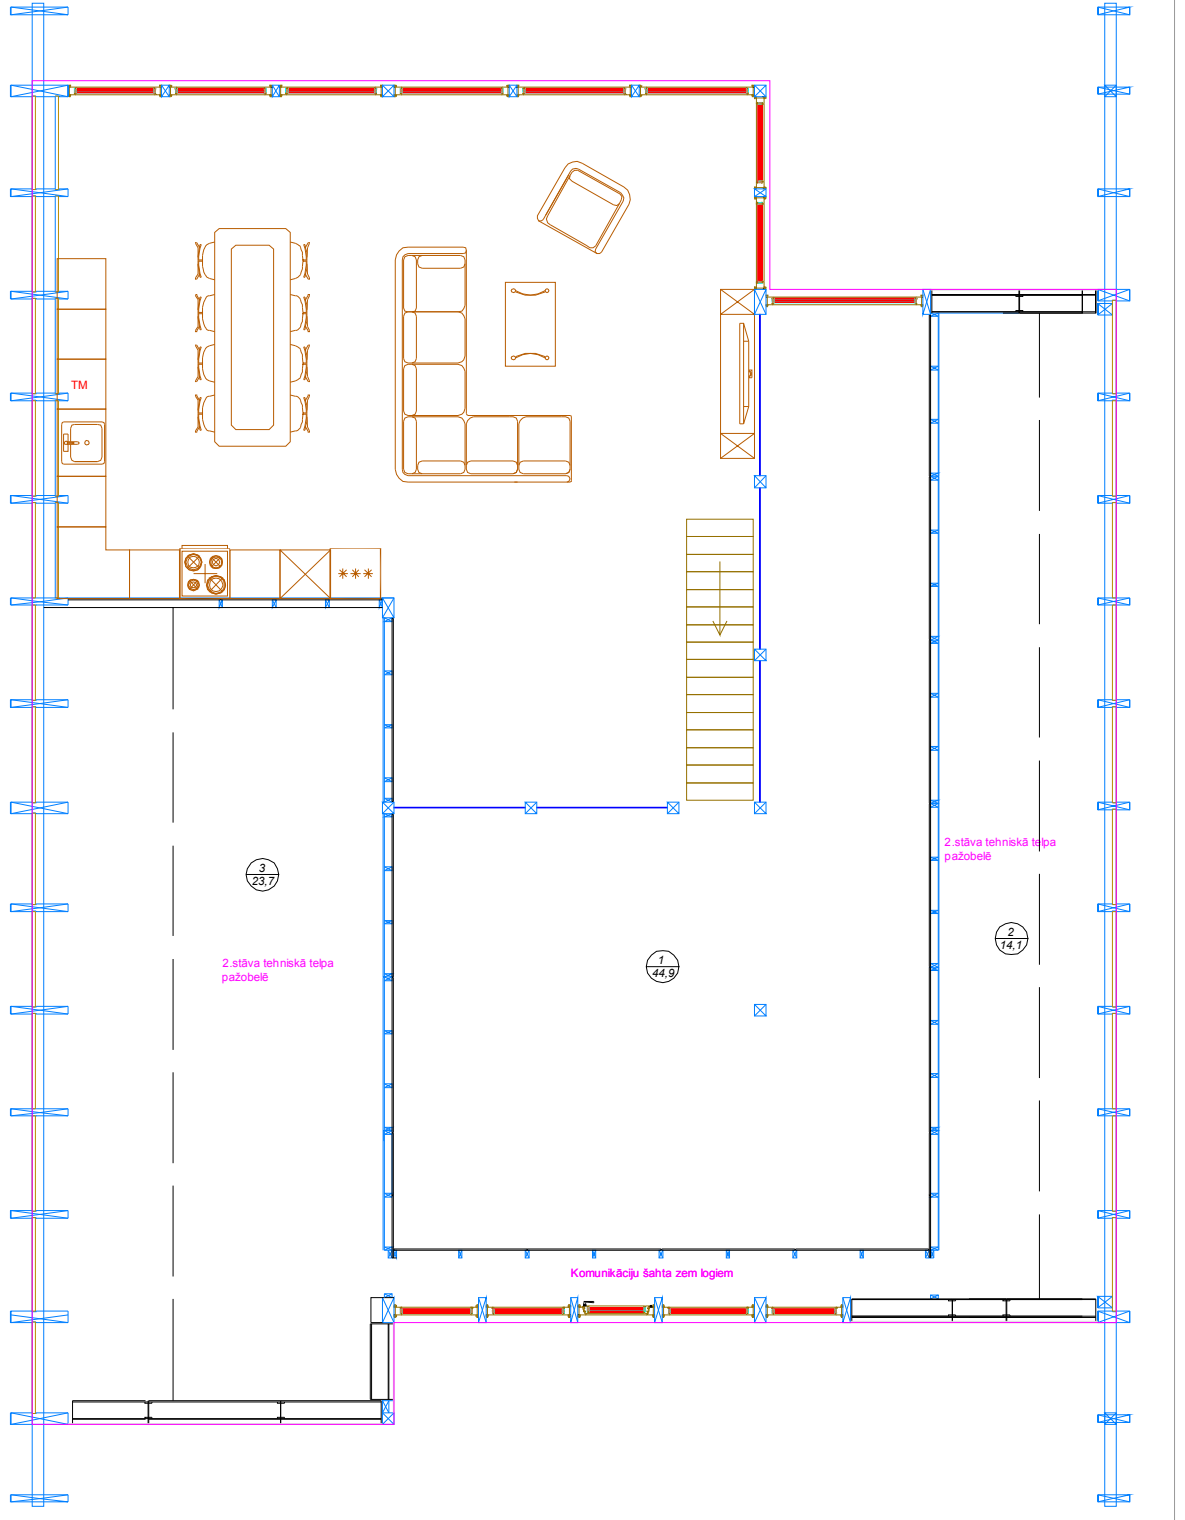 TM
***
2.stāva tehniskā telpa
pažobelē
3
23,7
2
14,1
2.stāva tehniskā telpa
pažobelē
1
44,9
Komunikāciju šahta zem logiem